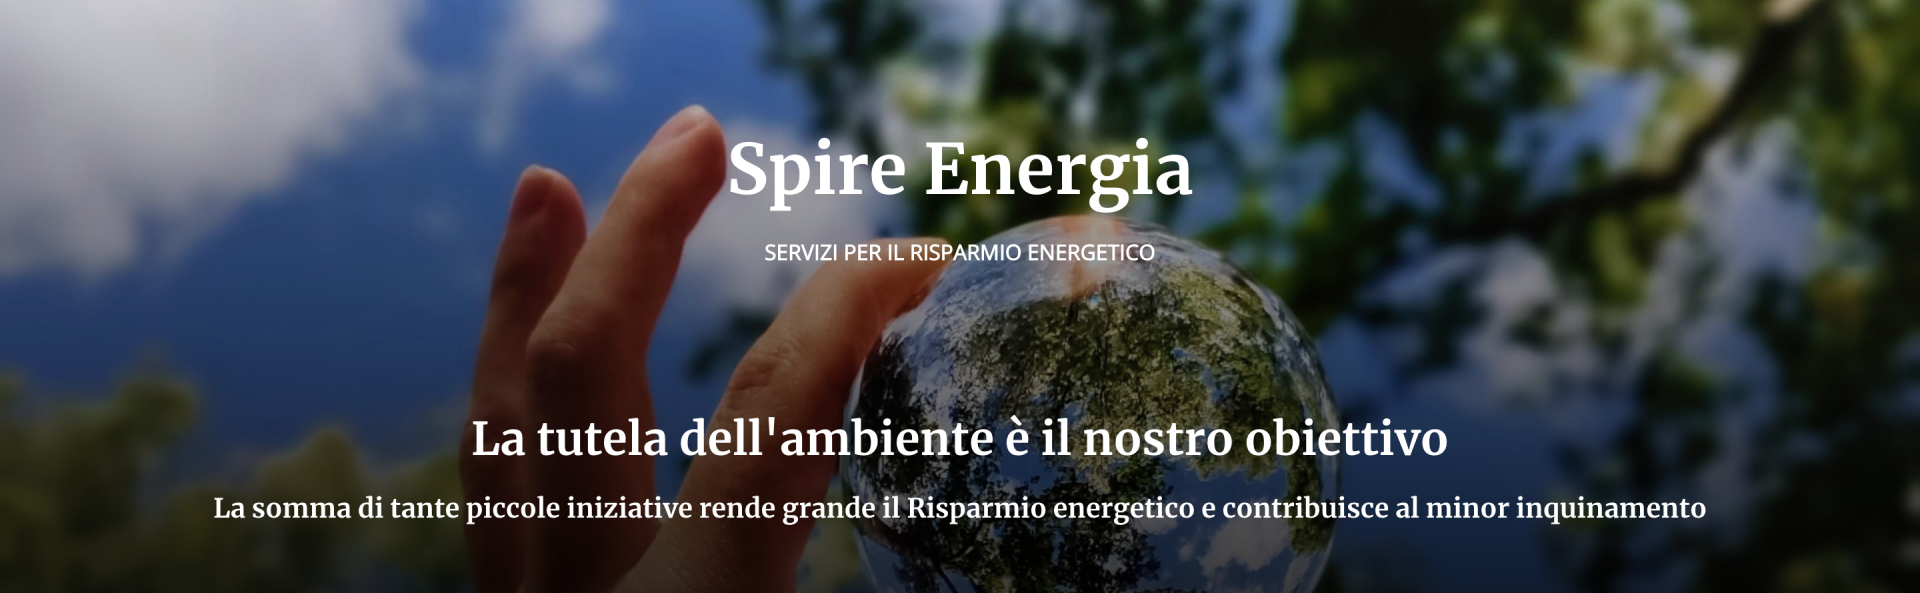 Spire Energia
SERVIZI PER IL RISPARMIO ENERGETICO
La tutela dell'ambiente è il nostro obiettivo
La somma di tante piccole iniziative rende grande il Risparmio energetico e contribuisce al minor inquinamento